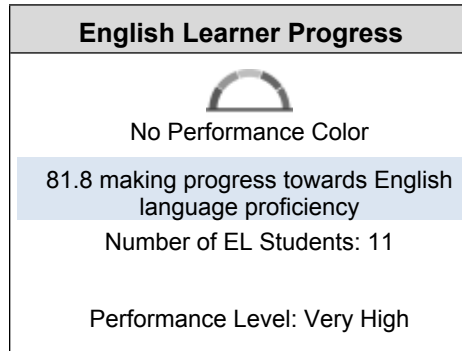 English Learner Progress
No Performance Color
81.8 making progress towards English
language proficiency
Number of EL Students: 11
Performance Level: Very High